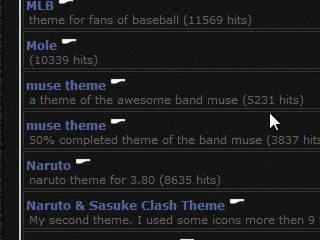 MLB
theme for fans of baseball (11569 hits)
Mole
(10339 hits)
muse theme
a theme of the awesome band muse (5231 hits)
muse theme
50% completed theme of the band muse (3837 hits
Naruto
naruto theme for 3.80 (8635 hits)
Naruto & Sasuke Clash Theme
My second theme. I used some icons more then 9